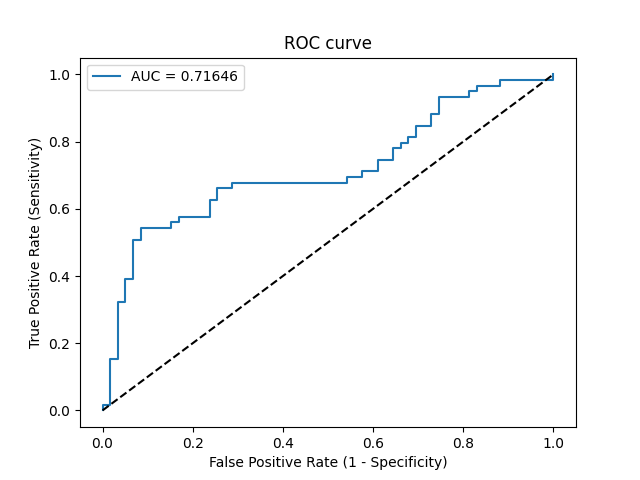 ROC curve
AUC = 0.71646
True Positive Rate (Sensitivity)
1.0
0.8
0.6
0.4
0.2
0.0
0.0 0.2 0.4 0.6 0.8 1.0
False Positive Rate (1 - Specificity)